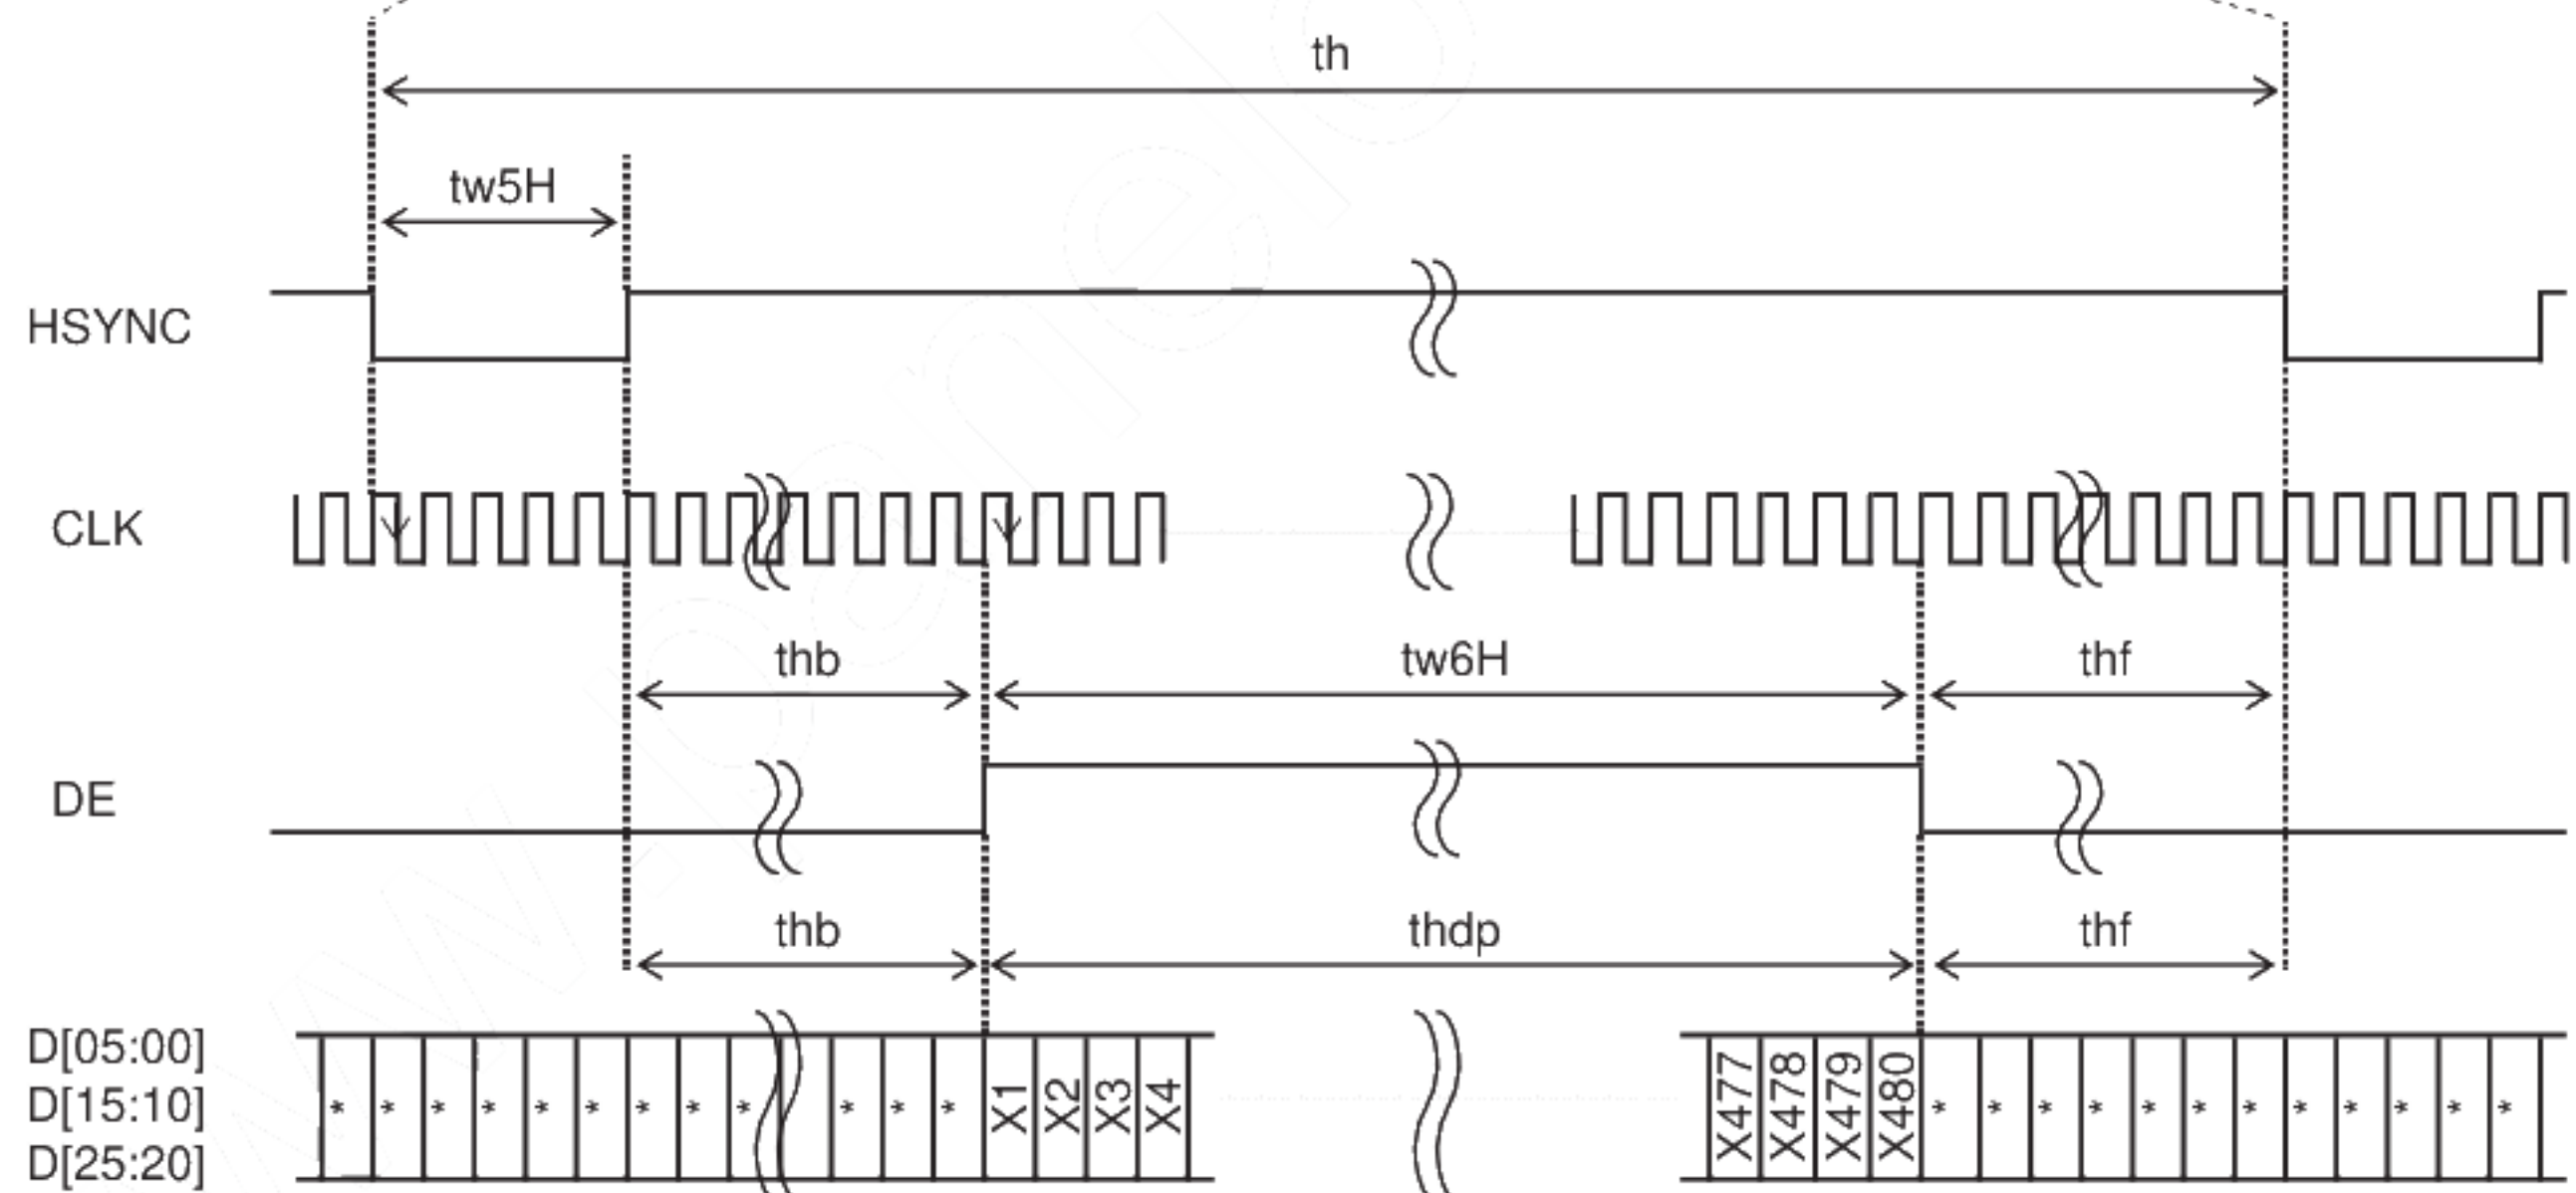 th
tw5H
HSYNC
CLK
thb tw6H thf
DE
thb thdp thf
D[05:00]
D[15:10]
D[25:20]
* * * * * * * * * * * * X1 X2 X3 X4 X477 X478 X479 X480 * * * * * * * * * * * *